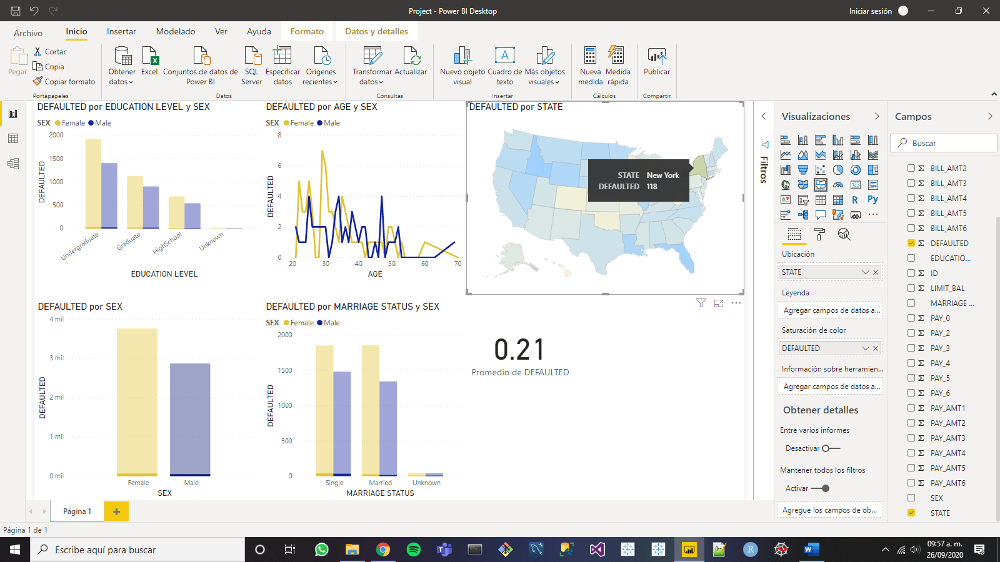 Project - Power BI Desktop
Iniciar sesión
Archivo
Inicio
Insertar
Modelado
Ver
Ayuda
Formato
Datos y detalles
Pegar
Cortar
Copia
Copiar formato
Obtener
datos
Excel
Conjuntos de datos de
Power BI
SQL
Server
Especificar
datos
Orígenes
recientes
Transformar
datos
Actualizar
Nuevo objeto
visual
Cuadro de
texto
Más objetos
visuales
Nueva
medida
Medida
rápida
Publicar
Portapapeles
Datos
Consultas
Insertar
Cálculos
Compartir
DEFAULTED por EDUCATION LEVEL y SEX
SEX Female Male
2000
1500
1000
500
0
DEFAULTED
Undergraduate
Graduate
HighSchool
Unknown
EDUCATION LEVEL
DEFAULTED por AGE y SEX
SEX Female Male
8
6
4
2
0
DEFAULTED
20 30 40 50 60 70
AGE
DEFAULTED por STATE
STATE New York
DEFAULTED 118
DEFAULTED por SEX
4 mil
3 mil
2 mil
1 mil
0 mil
DEFAULTED
Female Male
SEX
DEFAULTED por MARRIAGE STATUS y SEX
SEX Female Male
2000
1500
1000
500
0
DEFAULTED
Single Married Unknown
MARRIAGE STATUS
0.21
Promedio de DEFAULTED
Filtros
Visualizaciones
R
Py
123
Ubicación
STATE
Leyenda
Agregar campos de datos a...
Saturación de color
DEFAULTED
Información sobre herramien...
Agregar campos de datos a...
Obtener detalles
Entre varios informes
Desactivar
Mantener todos los filtros
Activar
Agregue los campos de ob...
Campos
Buscar
BILL_AMT2
BILL_AMT3
BILL_AMT4
BILL_AMT5
BILL_AMT6
DEFAULTED
EDUCATIO...
ID
LIMIT_BAL
MARRIAGE ...
PAY_0
PAY_2
PAY_3
PAY_4
PAY_5
PAY_6
PAY_AMT1
PAY_AMT2
PAY_AMT3
PAY_AMT4
PAY_AMT5
PAY_AMT6
SEX
STATE
Página 1
Página 1 de 1
Escribe aquí para buscar
09:57 a. m.
26/09/2020